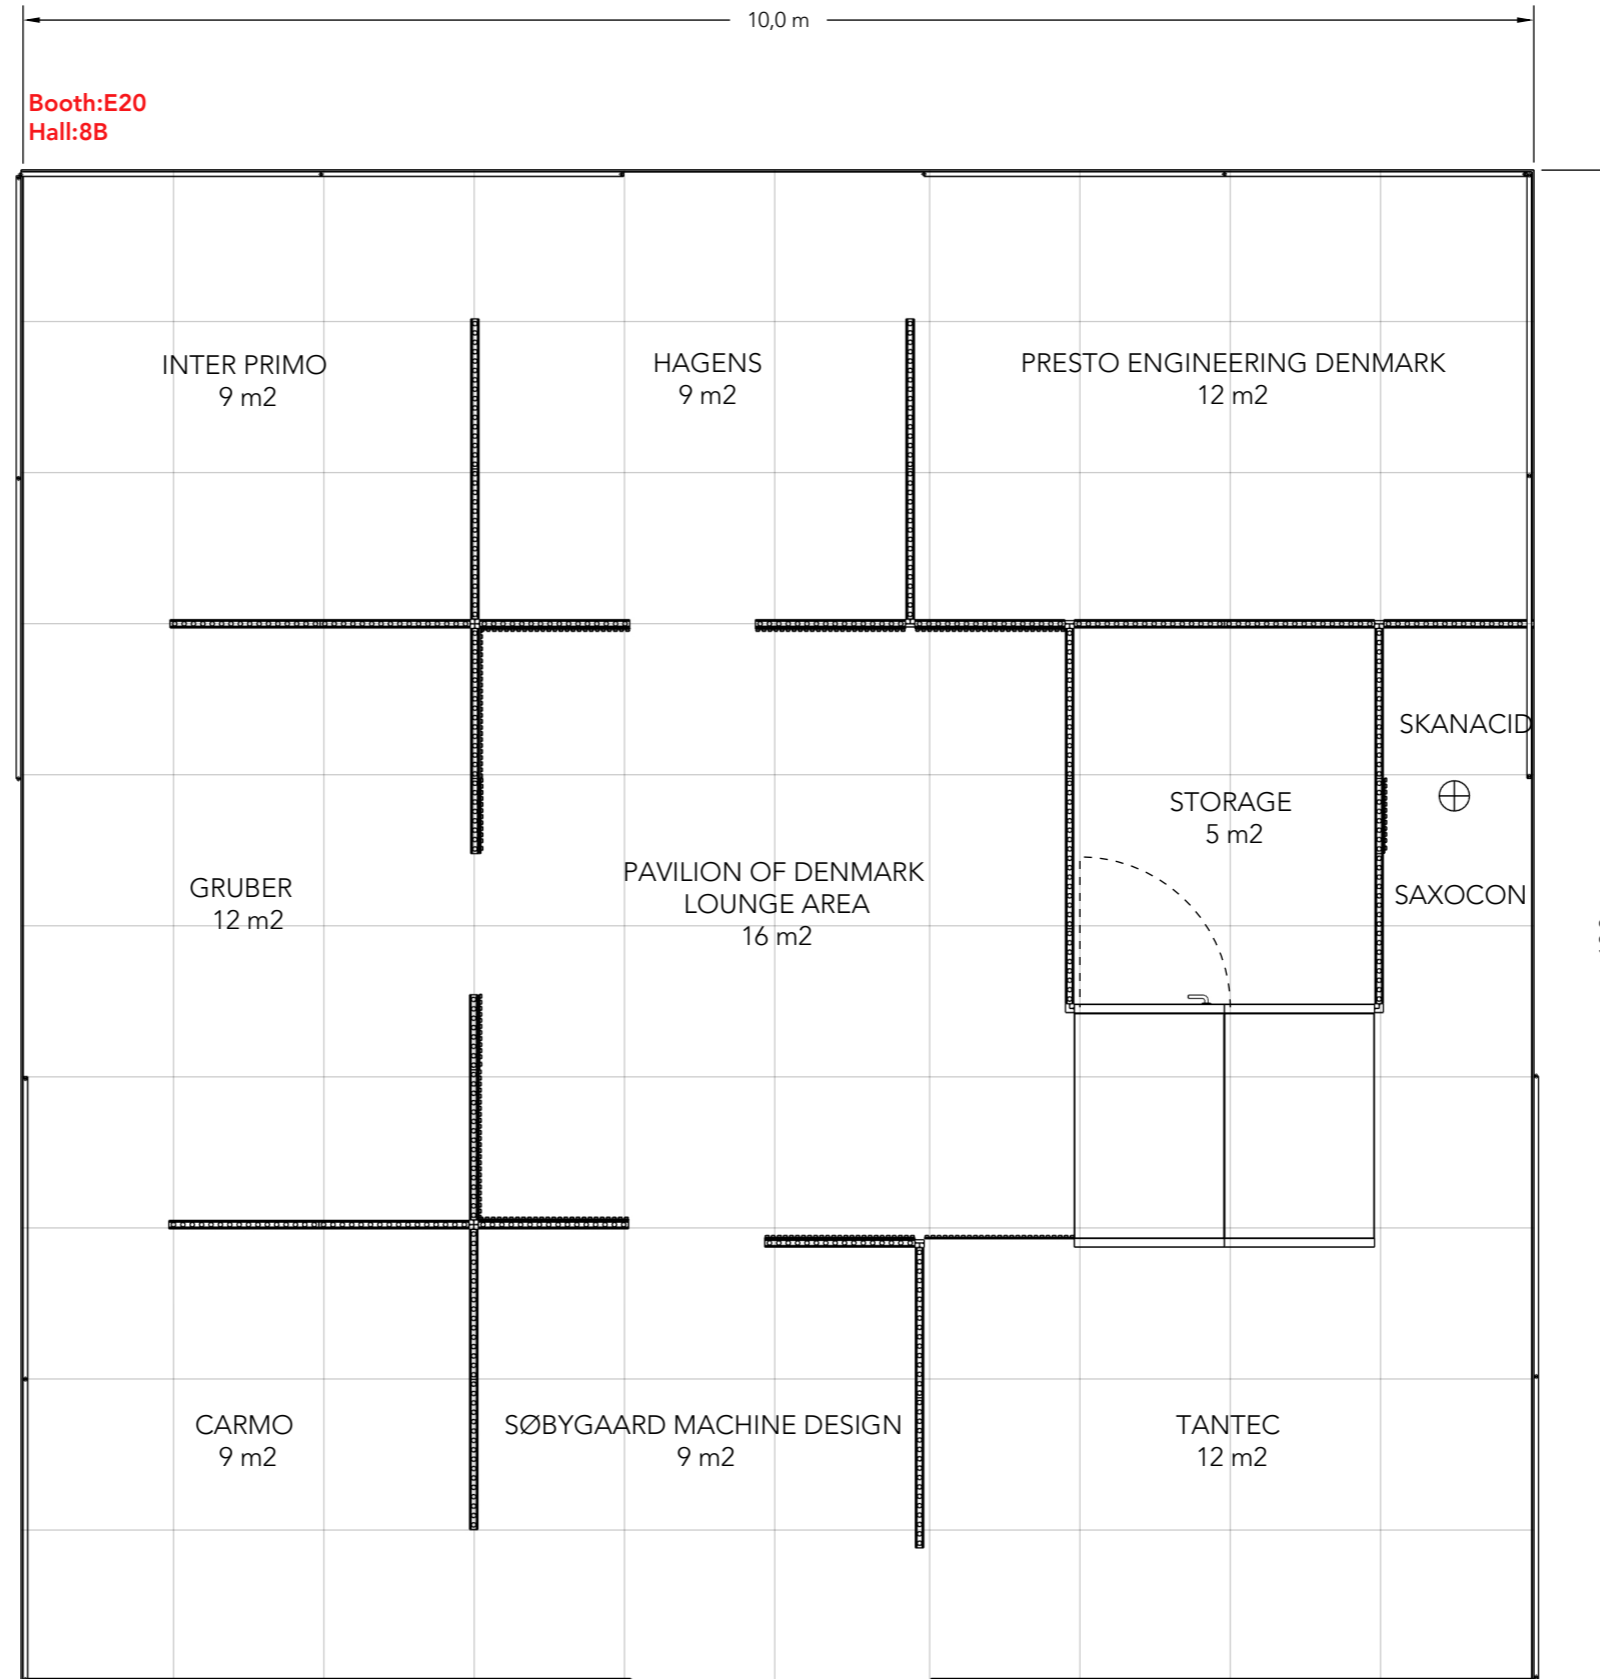 10,0 m
Booth:E20
Hall:8B
INTER PRIMO
9 m2
HAGENS
9 m2
PRESTO ENGINEERING DENMARK
12 m2
SKANACID
STORAGE
5 m2
PAVILION OF DENMARK
LOUNGE AREA
16 m2
GRUBER
12 m2
SAXOCON
CARMO
9 m2
SØBYGAARD MACHINE DESIGN
9 m2
TANTEC
12 m2